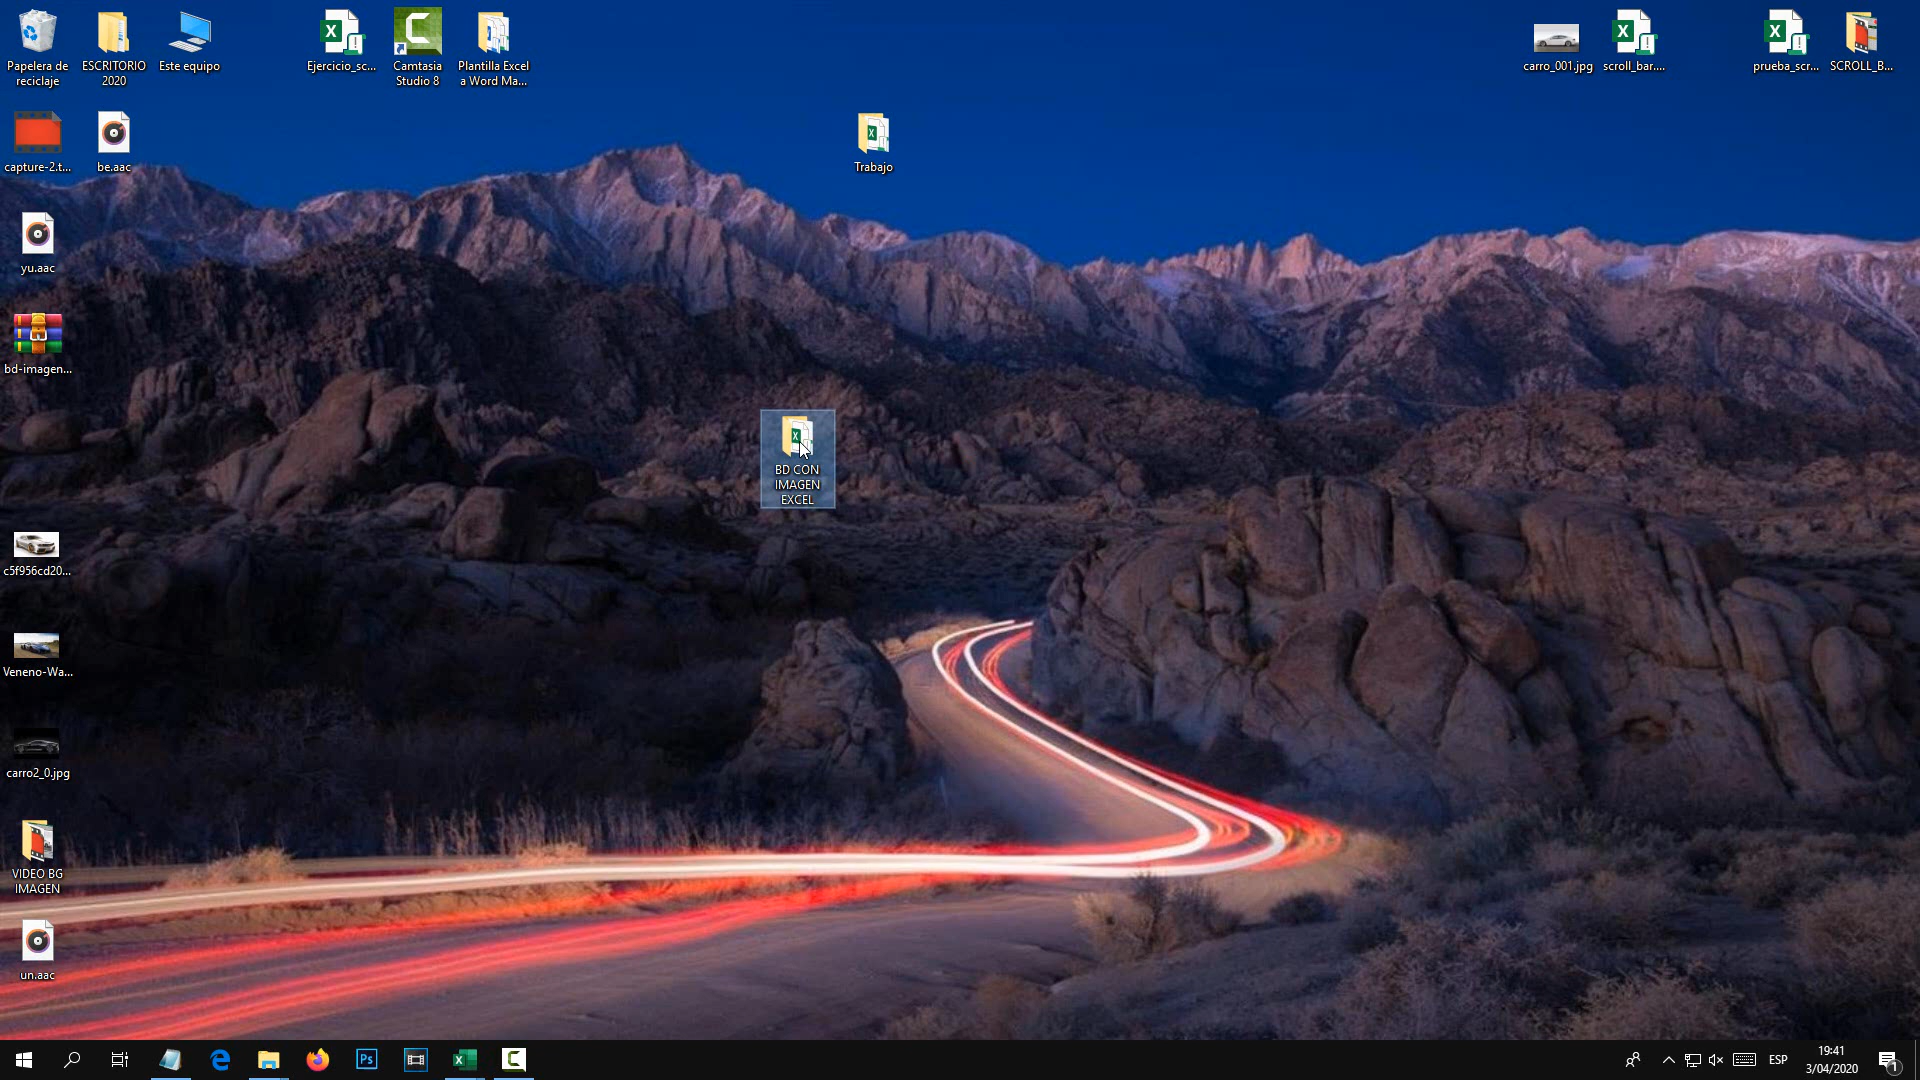 Papelera de
reciclaje
ESCRITORIO
2020
Este equipo
Ejercicio_sc...
Camtasia
Studio 8
Plantilla Excel
a Word Ma...
carro_001.jpg
scroll_bar....
prueba_scr...
SCROLL_B...
capture-2.t...
be.aac
Trabajo
yu.aac
bd-imagen...
BD CON
IMAGEN
EXCEL
c5f956cd20...
Veneno-Wa...
carro2_0.jpg
VIDEO BG
IMAGEN
un.aac
Ps
ESP
19:41
3/04/2020
1